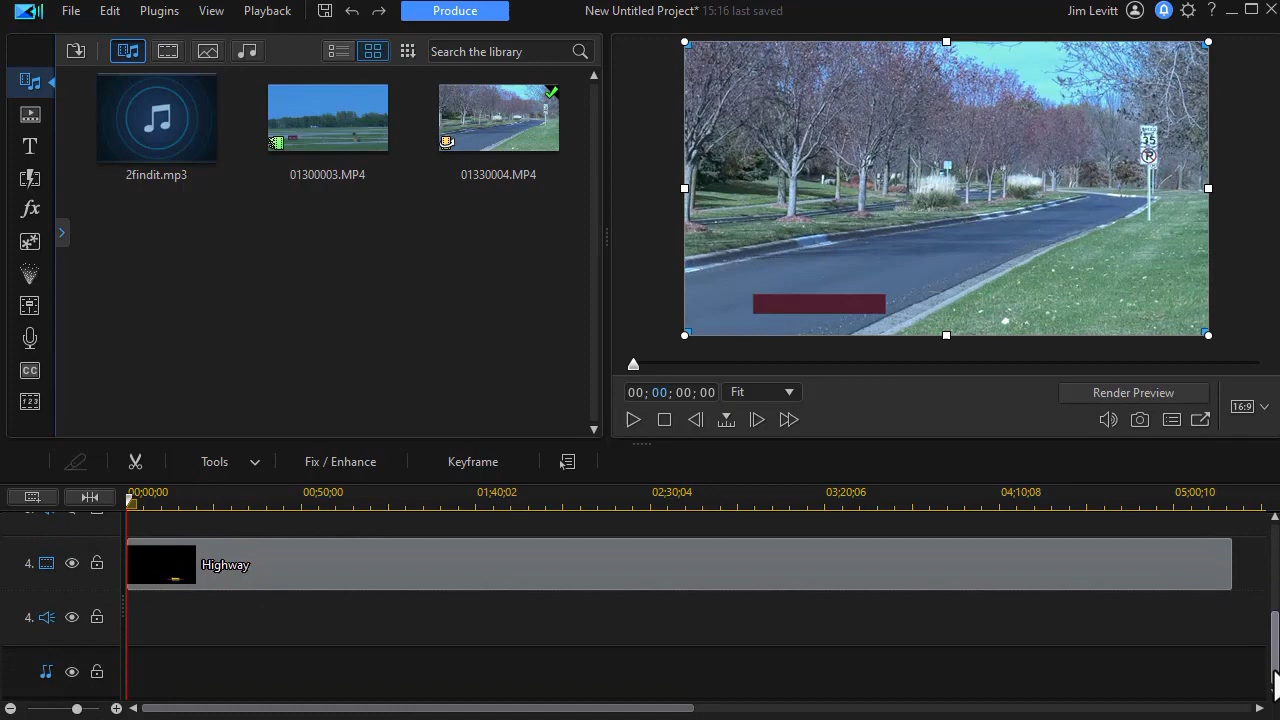 File Edit Plugins View Playback Produce New Untitled Project* 15:16 last saved Jim Levitt ?
Search the library
2findit.mp3 01300003.MP4 01330004.MP4
T
fx
CC
00; 00; 00; 00 Fit Render Preview
16:9
Tools Fix / Enhance Keyframe
00;00;00 00;50;00 01;40;02 02;30;04 03;20;06 04;10;08 05;00;10
4. Highway
4.